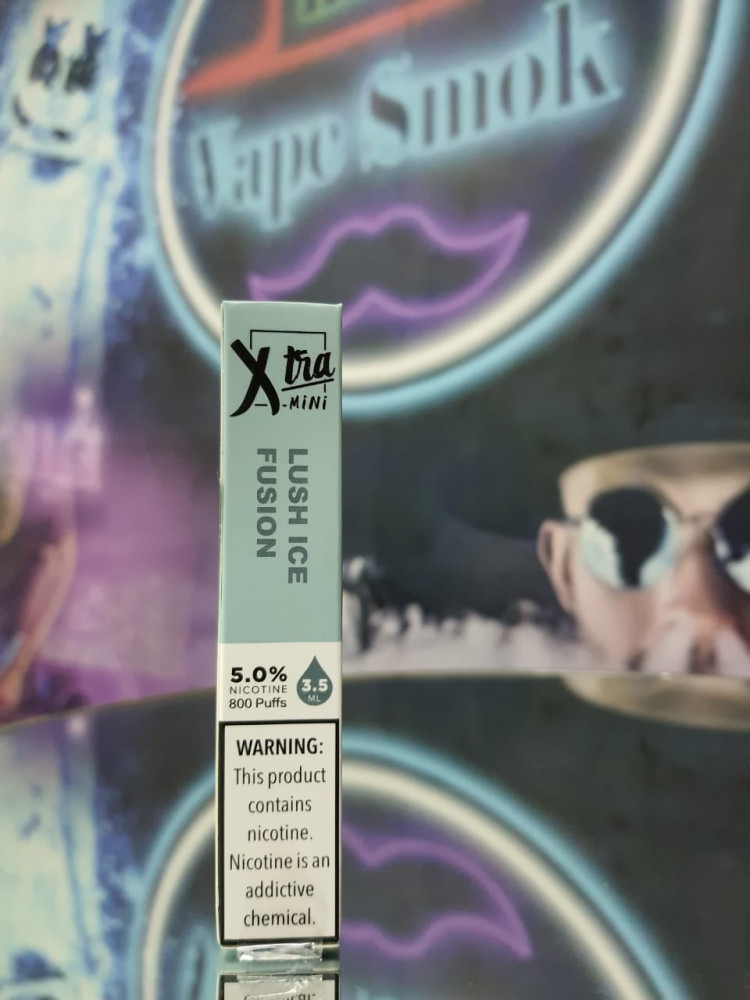 Vape Smok
Xtra
-MiNi
LUSH ICE
FUSION
5.0%
NICOTINE
800 Puffs
3.5
ML
WARNING:
This product
contains
nicotine.
Nicotine is an
addictive
chemical.